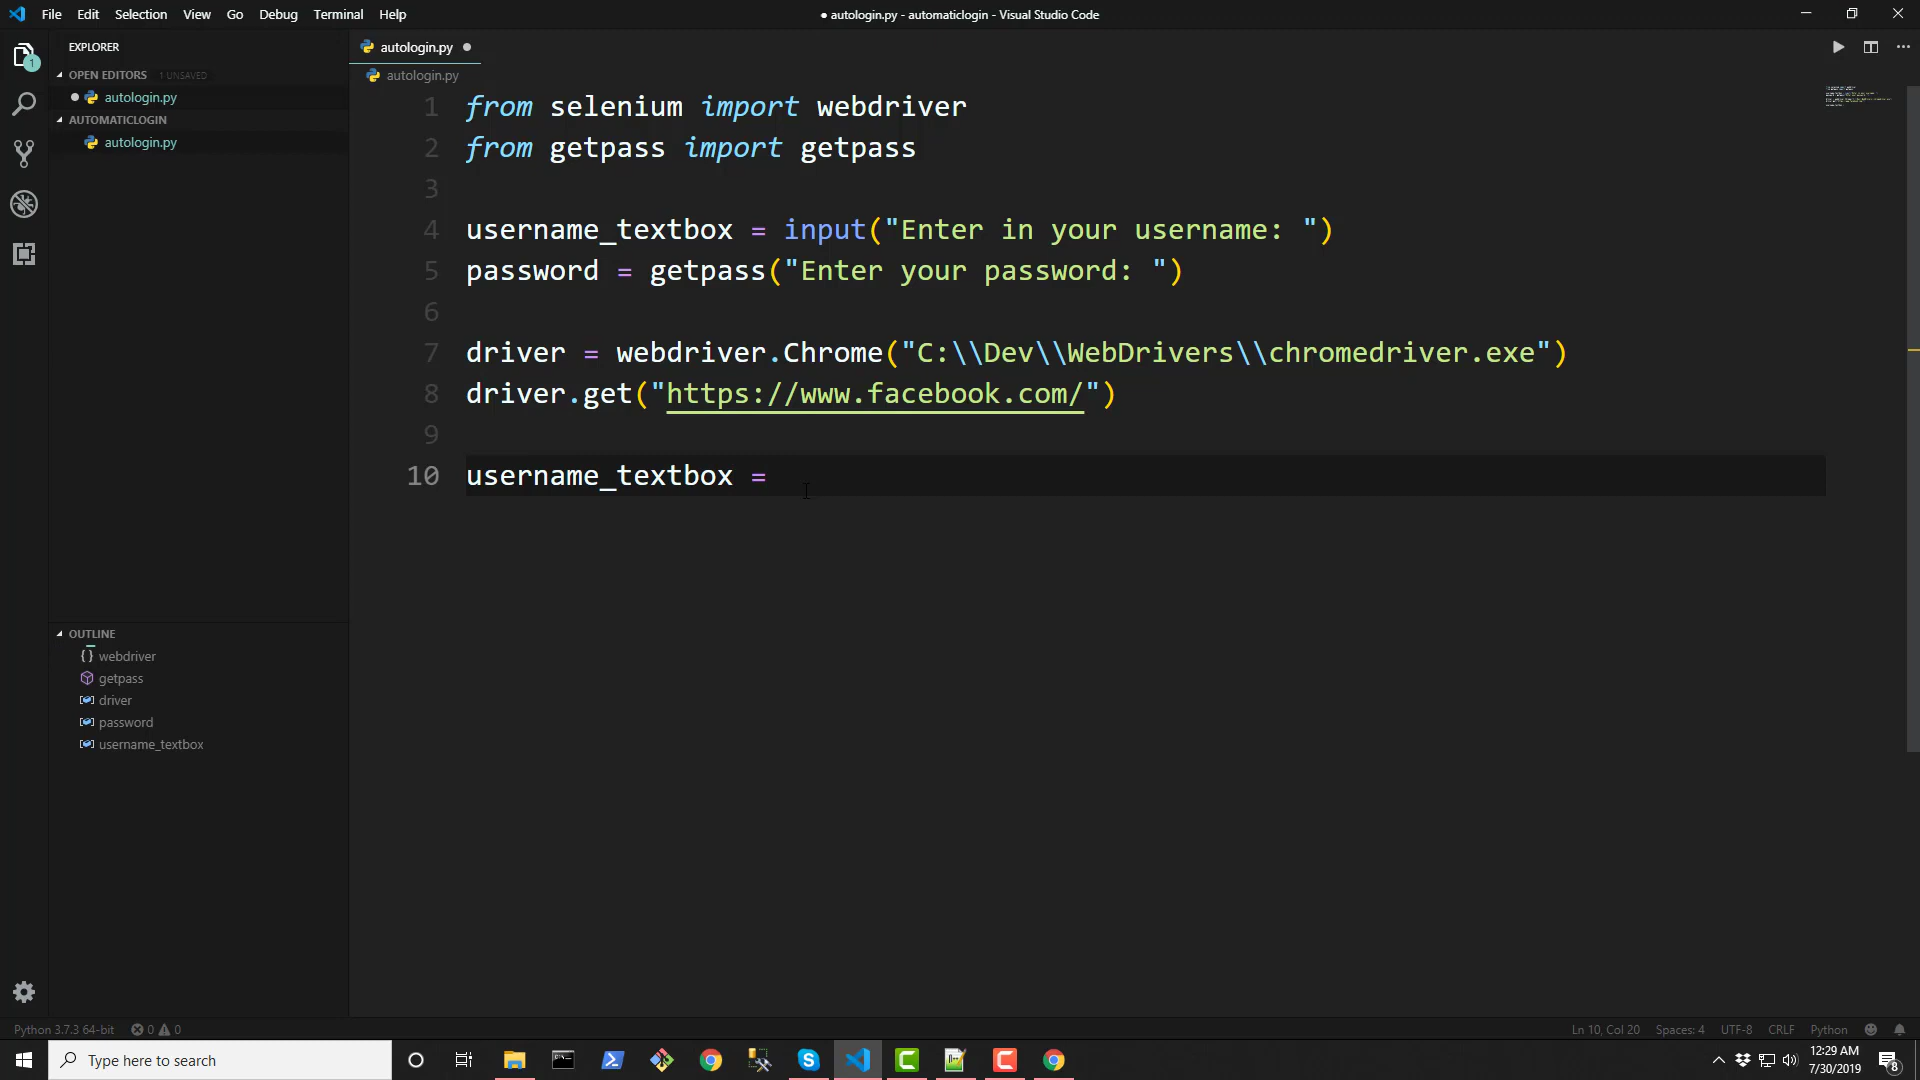 File Edit Selection View Go Debug Terminal Help
● autologin.py - automaticlogin - Visual Studio Code
EXPLORER
OPEN EDITORS 1 UNSAVED
autologin.py
AUTOMATICLOGIN
autologin.py
OUTLINE
{} webdriver
getpass
driver
password
username_textbox
autologin.py
autologin.py
1 from selenium import webdriver
2 from getpass import getpass
3
4 username_textbox = input("Enter in your username: ")
5 password = getpass("Enter your password: ")
6
7 driver = webdriver.Chrome("C:\\Dev\\WebDrivers\\chromedriver.exe")
8 driver.get("https://www.facebook.com/")
9
10 username_textbox =
1
Python 3.7.3 64-bit 0 0
Ln 10, Col 20 Spaces: 4 UTF-8 CRLF Python
Type here to search
12:29 AM
7/30/2019
8